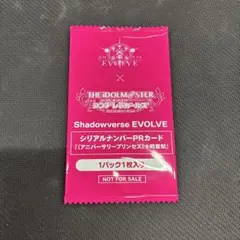 EVOLVE
×
THE IDOLM@STER
シンデレラガールズ
Shadowverse EVOLVE
シリアルナンバーPRカード
1パック1枚入り
NOT FOR SALE